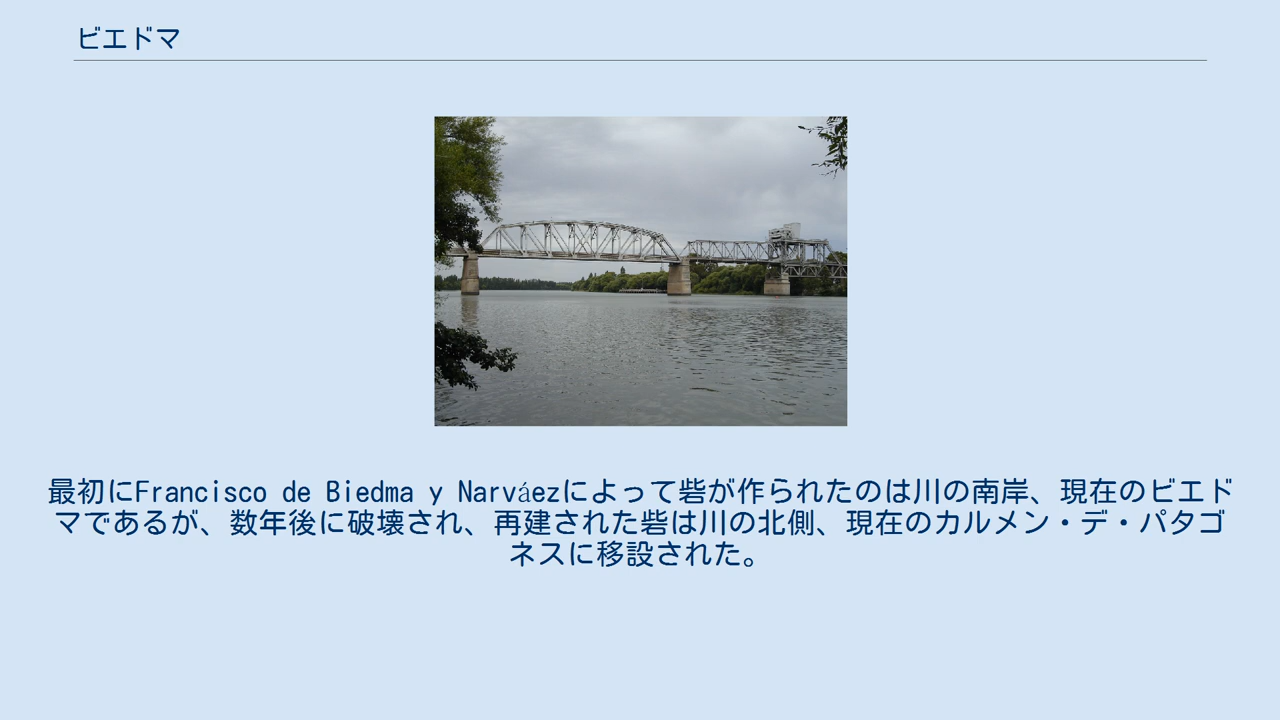 ビエドマ
最初にFrancisco de Biedma y Narváezによって砦が作られたのは川の南岸、現在のビエド
マであるが、数年後に破壊され、再建された砦は川の北側、現在のカルメン・デ・パタゴ
ネスに移設された。